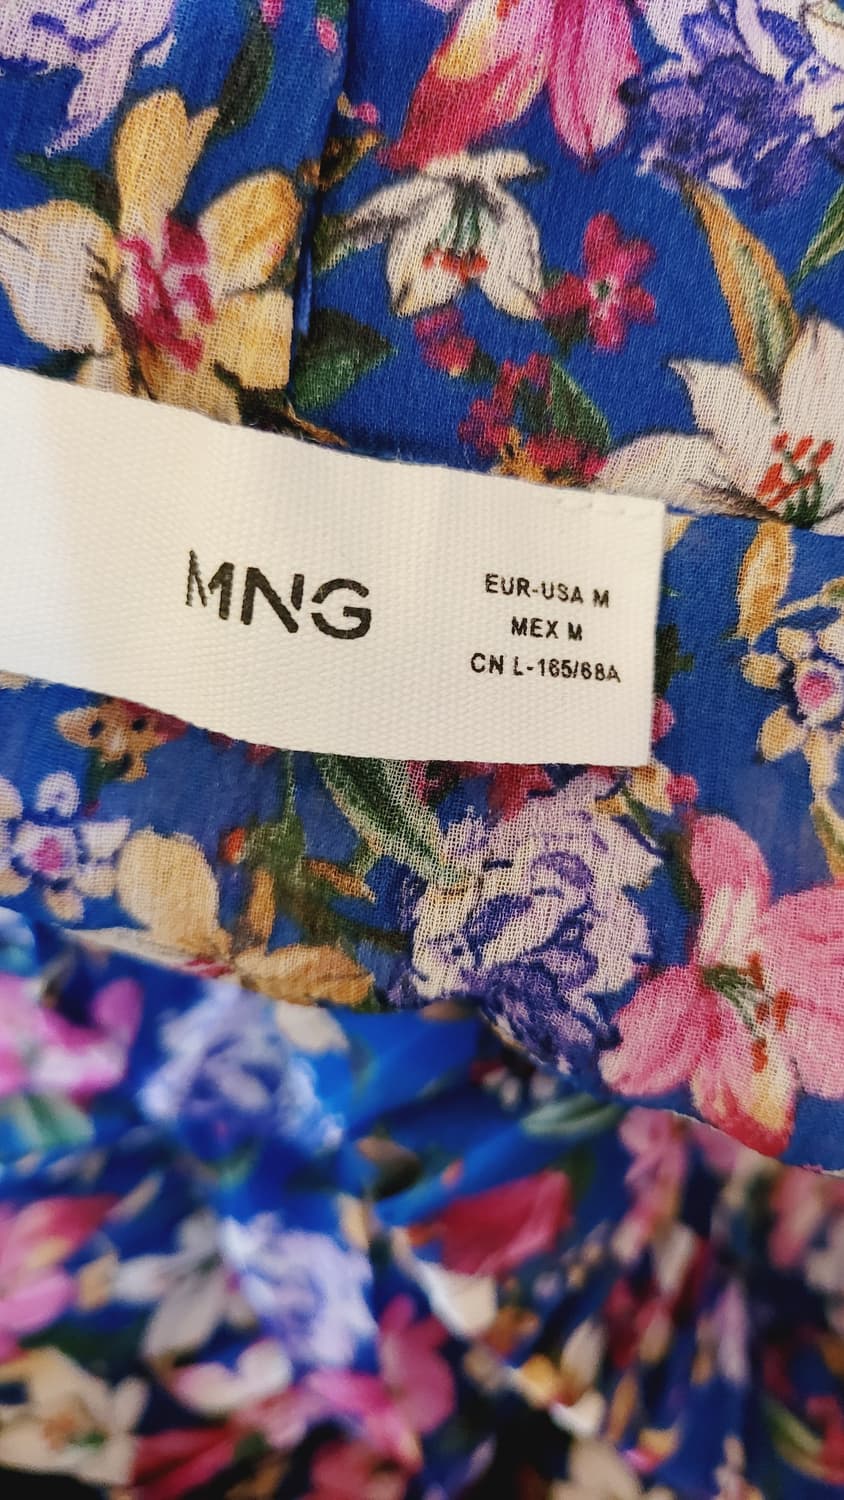 MNG
EUR-USA M
MEX M
CN L-165/68A